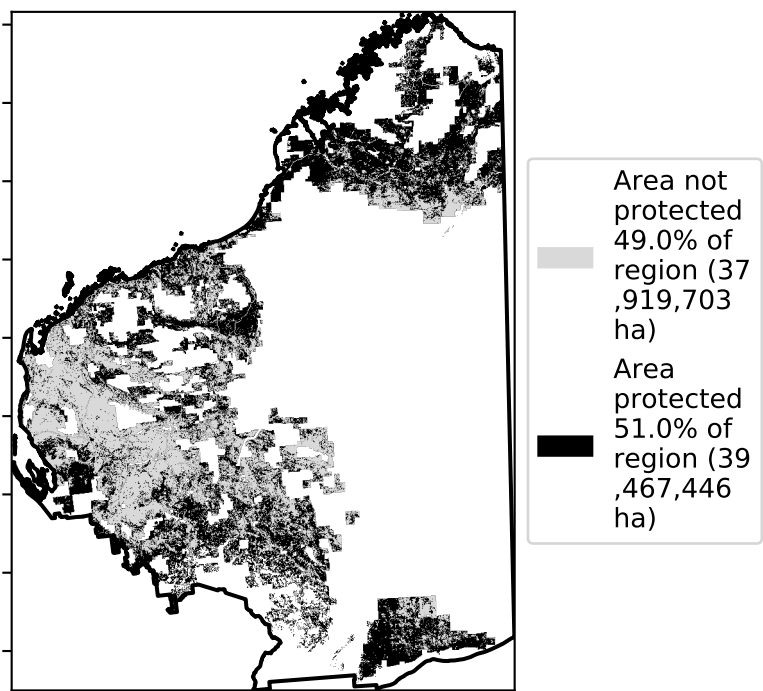 Area not
protected
49.0% of
region (37
,919,703
ha)
Area
protected
51.0% of
region (39
,467,446
ha)